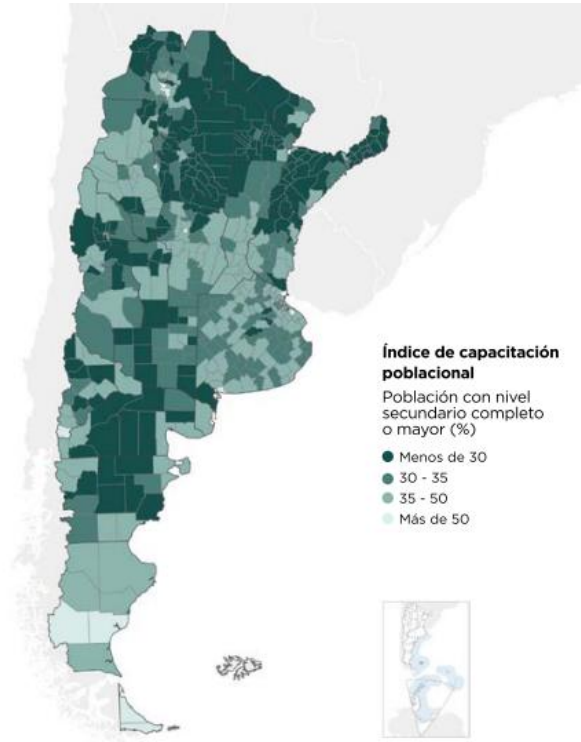 Índice de capacitación
poblacional
Población con nivel
secundario completo
o mayor (%)
Menos de 30
30 - 35
35 - 50
Más de 50